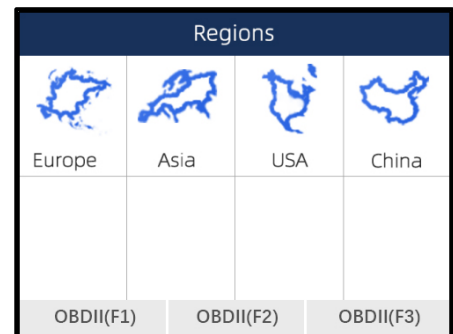 Regions
Europe Asia USA China
OBDII(F1) OBDII(F2) OBDII(F3)